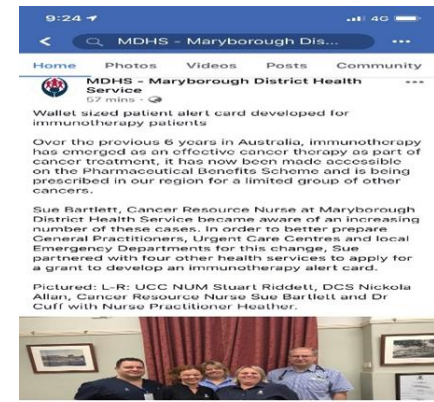 9:24
4G
MDHS - Maryborough Dis...
Home Photos Videos Posts Community
MDHS - Maryborough District Health
Service
57 mins
Wallet sized patient alert card developed for
immunotherapy patients
Over the previous 6 years in Australia, immunotherapy
has emerged as an effective cancer therapy as part of
cancer treatment, it has now been made accessible
on the Pharmaceutical Benefits Scheme and is being
prescribed in our region for a limited group of other
cancers.
Sue Bartlett, Cancer Resource Nurse at Maryborough
District Health Service became aware of an increasing
number of these cases. In order to better prepare
General Practitioners, Urgent Care Centres and local
Emergency Departments for this change, Sue
partnered with four other health services to apply for
a grant to develop an immunotherapy alert card.
Pictured: L-R: UCC NUM Stuart Riddell, DCS Nickola
Allan, Cancer Resource Nurse Sue Bartlett and Dr
Cuff with Nurse Practitioner Heather.